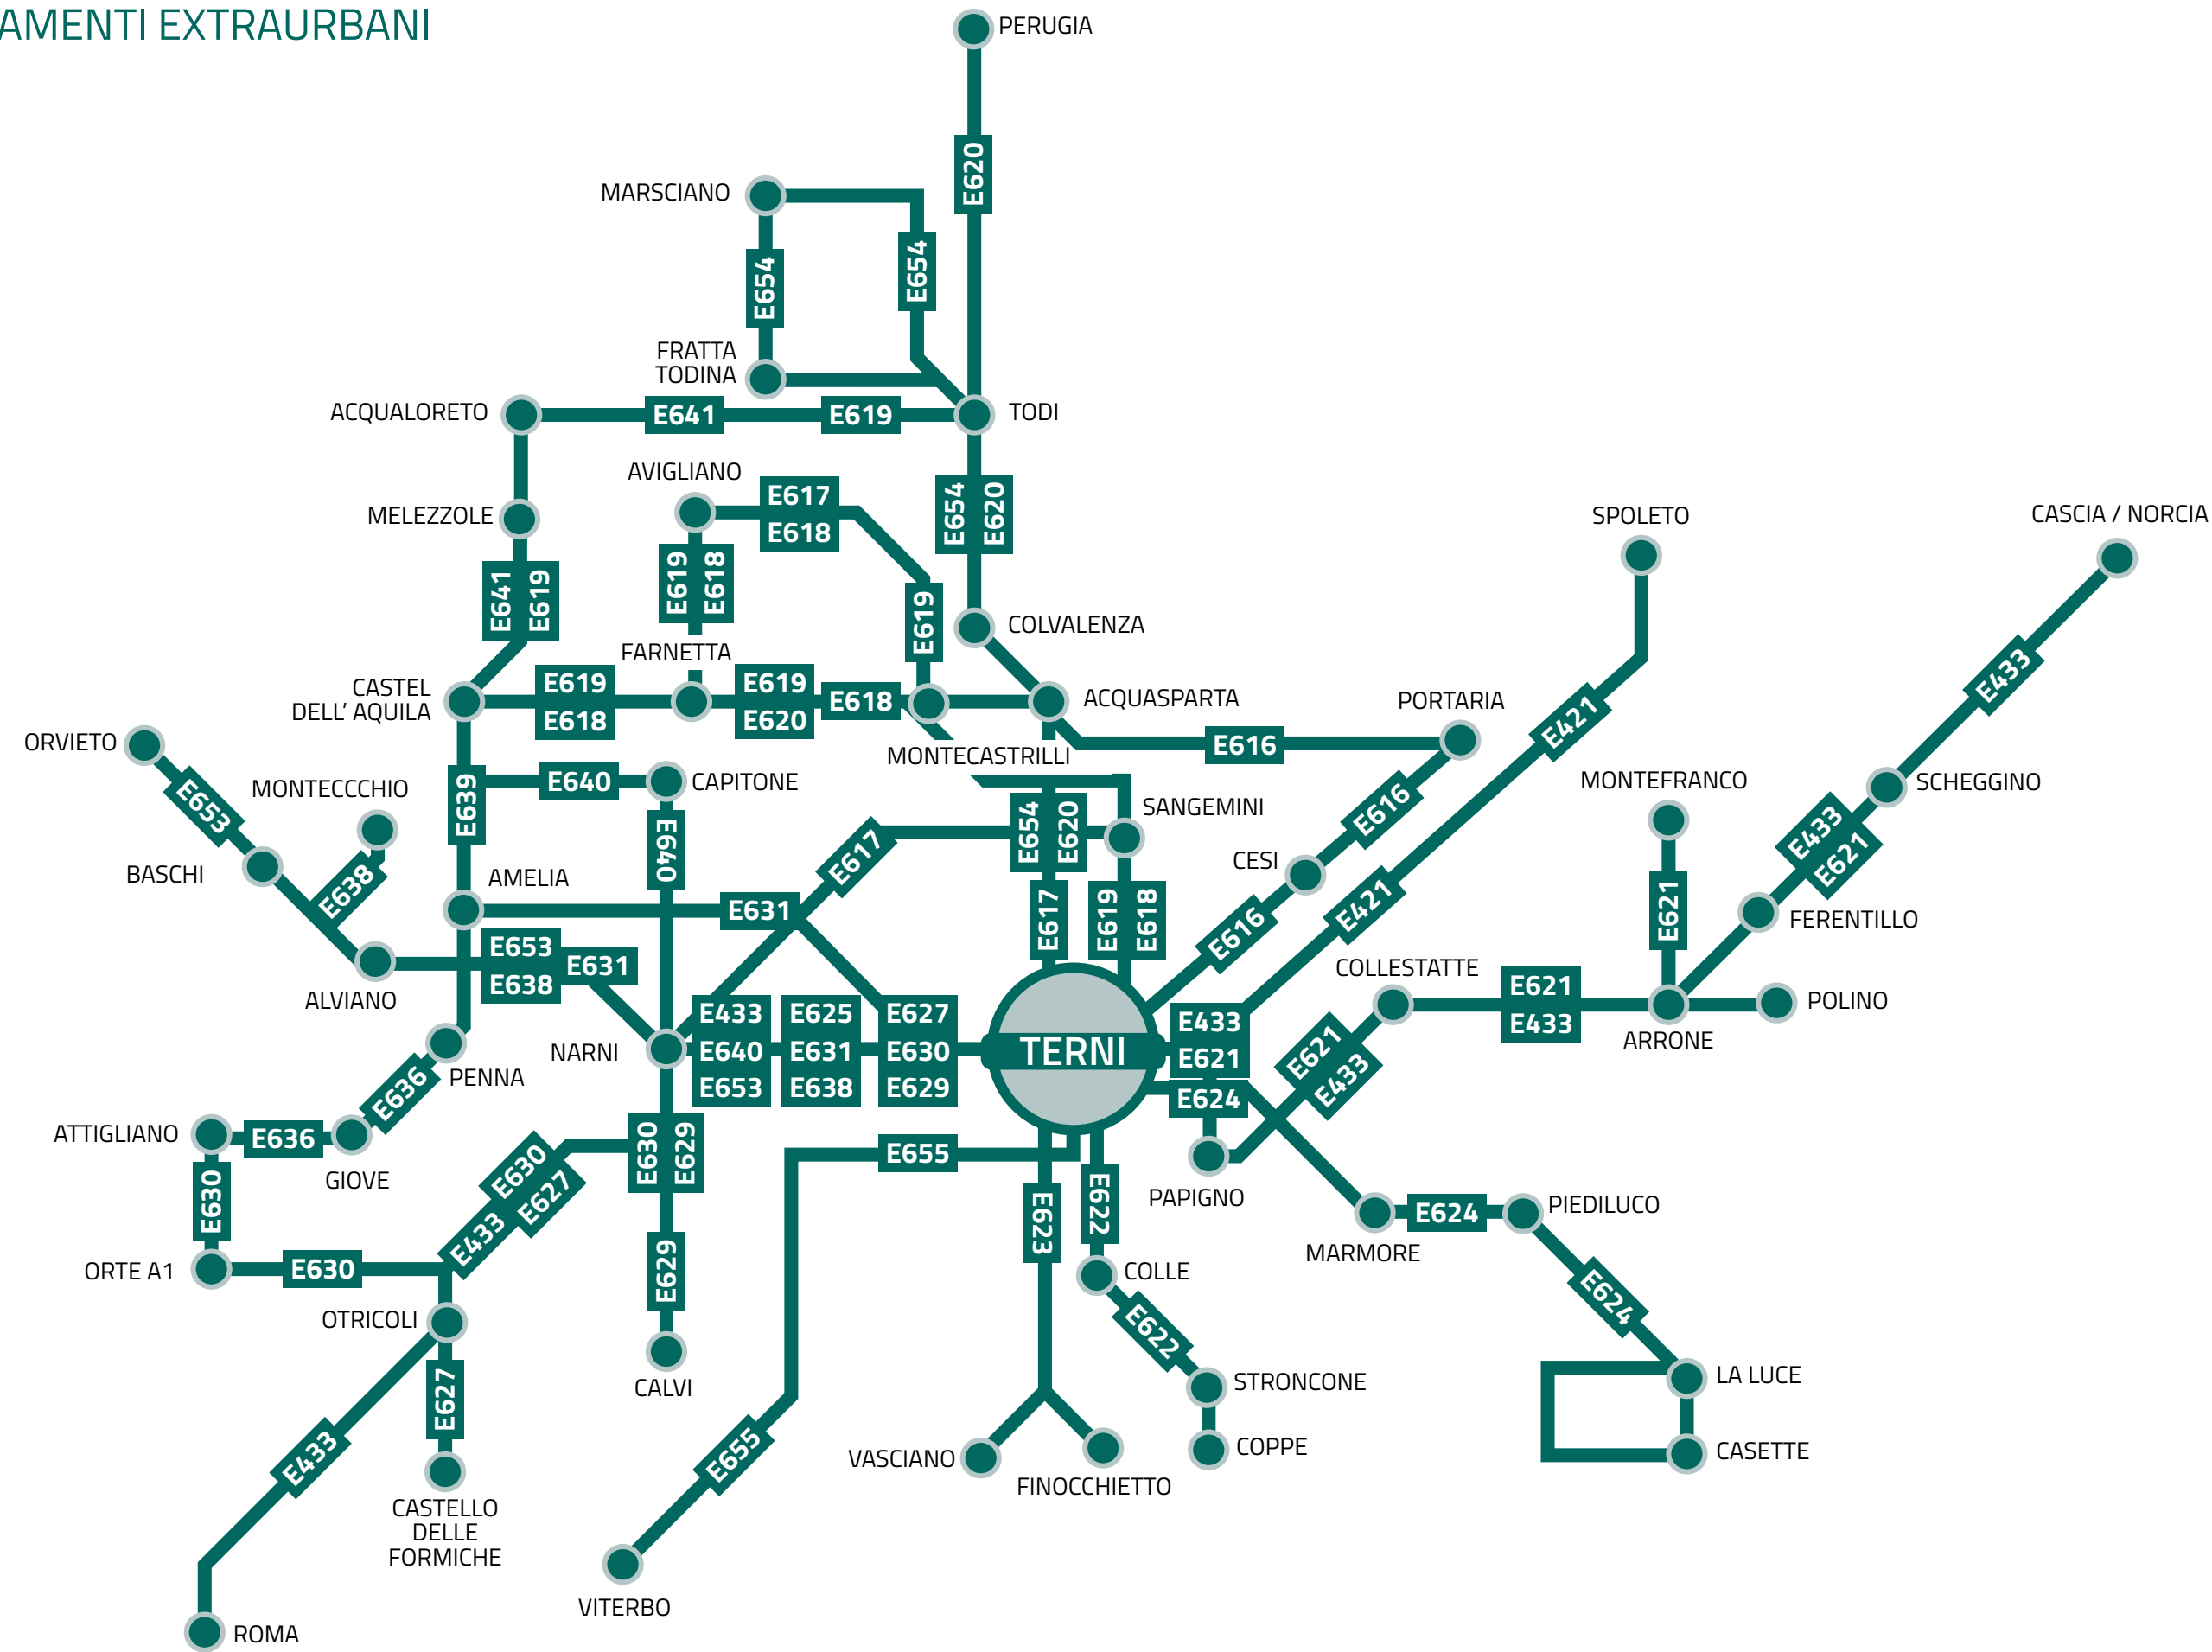 AMENTI EXTRAURBANI
PERUGIA
E620
MARSCIANO
E654
E654
FRATTA
TODINA
ACQUALORETO
E641
E619
TODI
AVIGLIANO
E617
E618
E654
E620
MELEZZOLE
SPOLETO
CASCIA / NORCIA
E641
E619
E619
E618
E619
COLVALENZA
FARNETTA
CASTEL
DELL' AQUILA
E619
E618
E619
E620
E618
ACQUASPARTA
PORTARIA
E421
E433
ORVIETO
MONTECASTRILLI
E616
E653
MONTECCCHIO
E639
E640
CAPITONE
MONTEFRANCO
SCHEGGINO
SANGEMINI
E654
E620
E616
E640
E617
E433
E621
BASCHI
E638
AMELIA
CESI
E631
E617
E619
E618
E616
E421
E621
FERENTILLO
E653
E638
E631
ALVIANO
COLLESTATTE
E621
E433
POLINO
ARRONE
NARNI
E433
E640
E653
E625
E631
E638
E627
E630
E629
TERNI
E433
E621
E624
E621
E433
PENNA
E636
ATTIGLIANO
E636
GIOVE
E630
E630
E627
E433
E630
E629
E655
E623
E622
PAPIGNO
MARMORE
E624
PIEDILUCO
ORTE A1
E630
E629
COLLE
E624
OTRICOLI
E622
E627
CALVI
STRONCONE
LA LUCE
E433
E655
VASCIANO
FINOCCHIETTO
COPPE
CASETTE
CASTELLO
DELLE
FORMICHE
VITERBO
ROMA